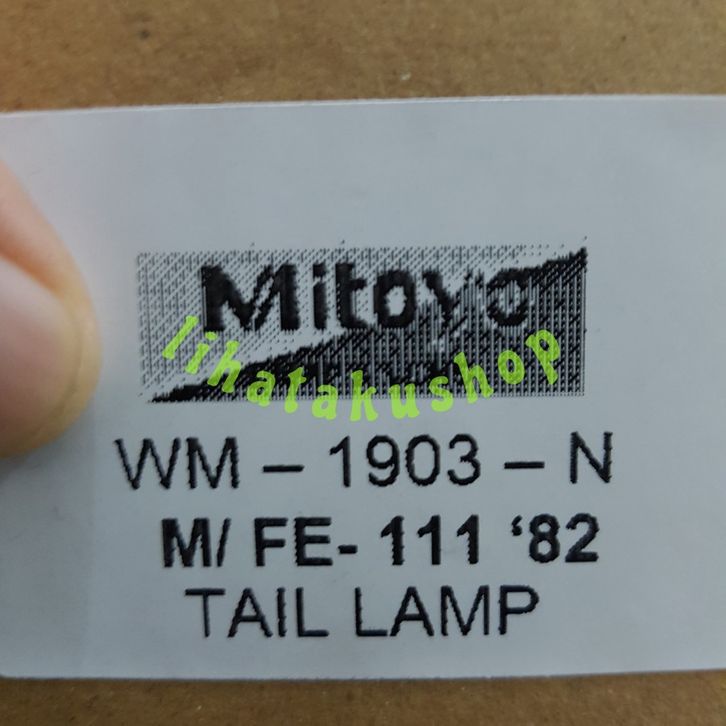 Mitoyo
lihatakushop
WM – 1903 – N
M/ FE- 111 ‘82
TAIL LAMP